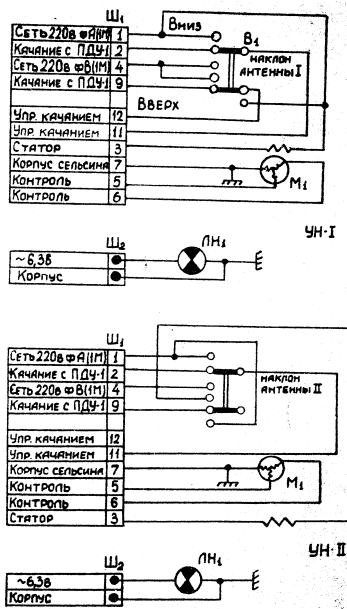 Ш₁
Сеть 220в фА(1М) 1
Качание с ПДУ-1 2
Сеть 220в фВ(1М) 4
Качание с ПДУ-1 9
Упр. качанием 12
Упр. качанием 11
Статор 3
Корпус сельсина 7
Контроль 5
Контроль 6
Вниз
В₁
наклон
антенны I
Вверх
М₁
УН-I
Ш₂
~6,3в
Корпус
ЛН₁
Ш₁
Сеть 220в фА(1М) 1
Качание с ПДУ-1 2
Сеть 220в фВ(1М) 4
Качание с ПДУ-1 9
Упр. качанием 12
Упр. качанием 11
Корпус сельсина 7
Контроль 5
Контроль 6
Статор 3
наклон
антенны II
М₁
УН-II
Ш₂
~6,3в
Корпус
ЛН₁